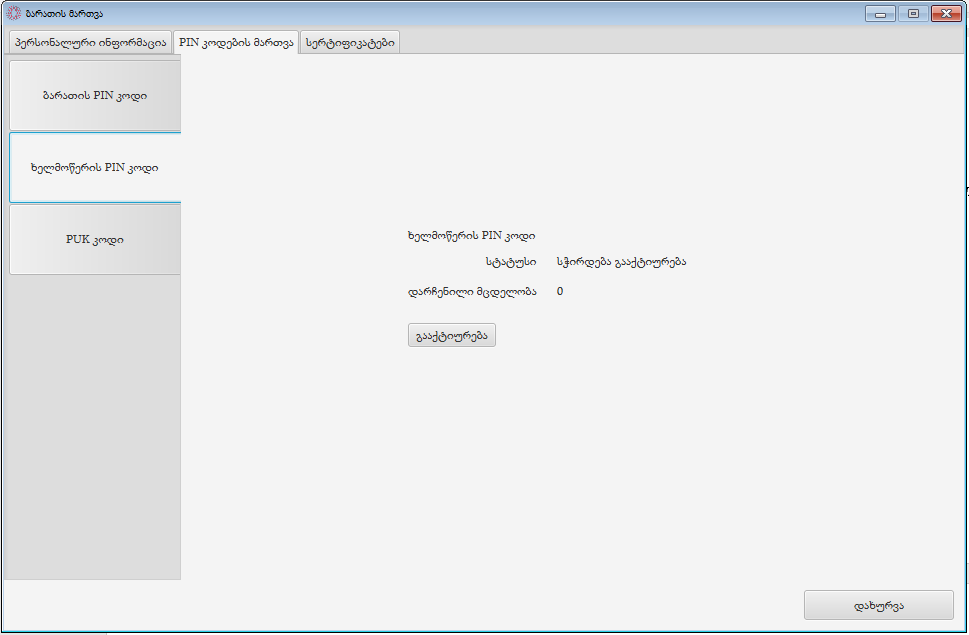 ბარათის მართვა
პერსონალური ინფორმაცია
PIN კოდების მართვა
სერტიფიკატები
ბარათის PIN კოდი
ხელმოწერის PIN კოდი
PUK კოდი
ხელმოწერის PIN კოდი
სტატუსი სჭირდება გააქტიურება
დარჩენილი მცდელობა 0
გააქტიურება
დახურვა